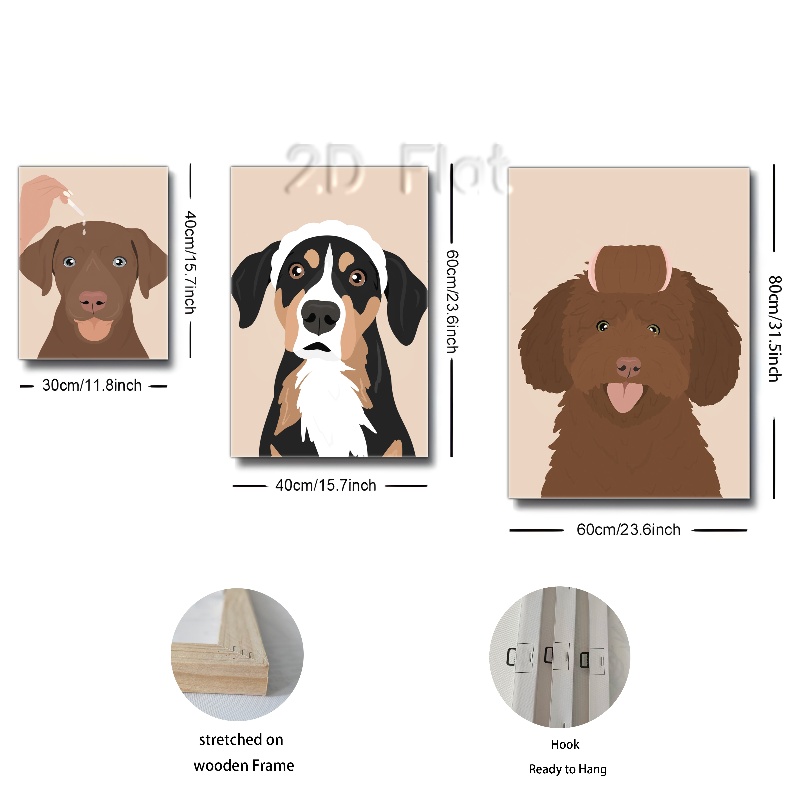 2D Flat
40cm/15.7inch
30cm/11.8inch
60cm/23.6inch
40cm/15.7inch
80cm/31.5inch
60cm/23.6inch
stretched on
wooden Frame
Hook
Ready to Hang